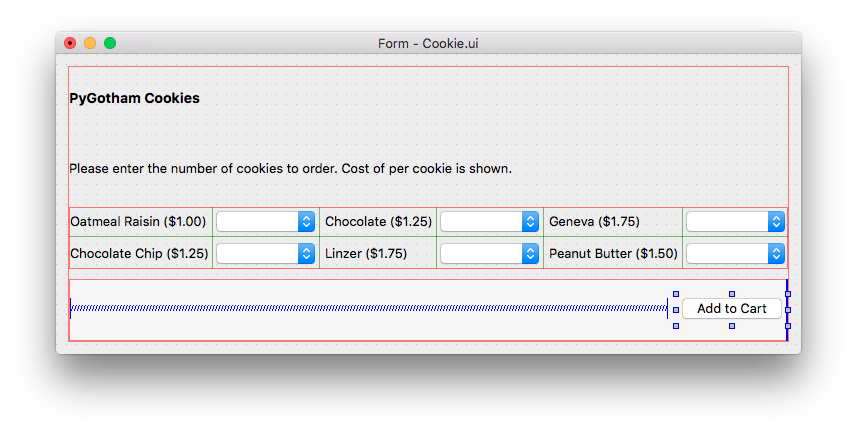 Form - Cookie.ui
PyGotham Cookies
Please enter the number of cookies to order. Cost of per cookie is shown.
Oatmeal Raisin ($1.00) Chocolate ($1.25) Geneva ($1.75)
Chocolate Chip ($1.25) Linzer ($1.75) Peanut Butter ($1.50)
Add to Cart